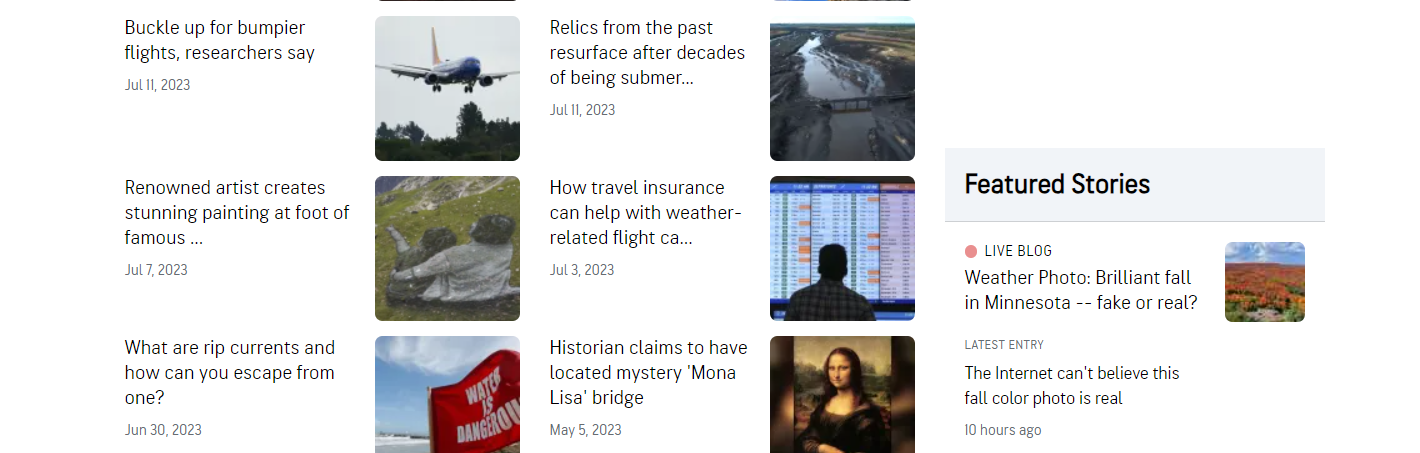 Buckle up for bumpier
flights, researchers say
Jul 11, 2023
Relics from the past
resurface after decades
of being submer...
Jul 11, 2023
Renowned artist creates
stunning painting at foot of
famous ...
Jul 7, 2023
How travel insurance
can help with weather-
related flight ca...
Jul 3, 2023
What are rip currents and
how can you escape from
one?
Jun 30, 2023
WATER
IS
DANGEROU
Historian claims to have
located mystery 'Mona
Lisa' bridge
May 5, 2023
Featured Stories
LIVE BLOG
Weather Photo: Brilliant fall
in Minnesota -- fake or real?
LATEST ENTRY
The Internet can't believe this
fall color photo is real
10 hours ago